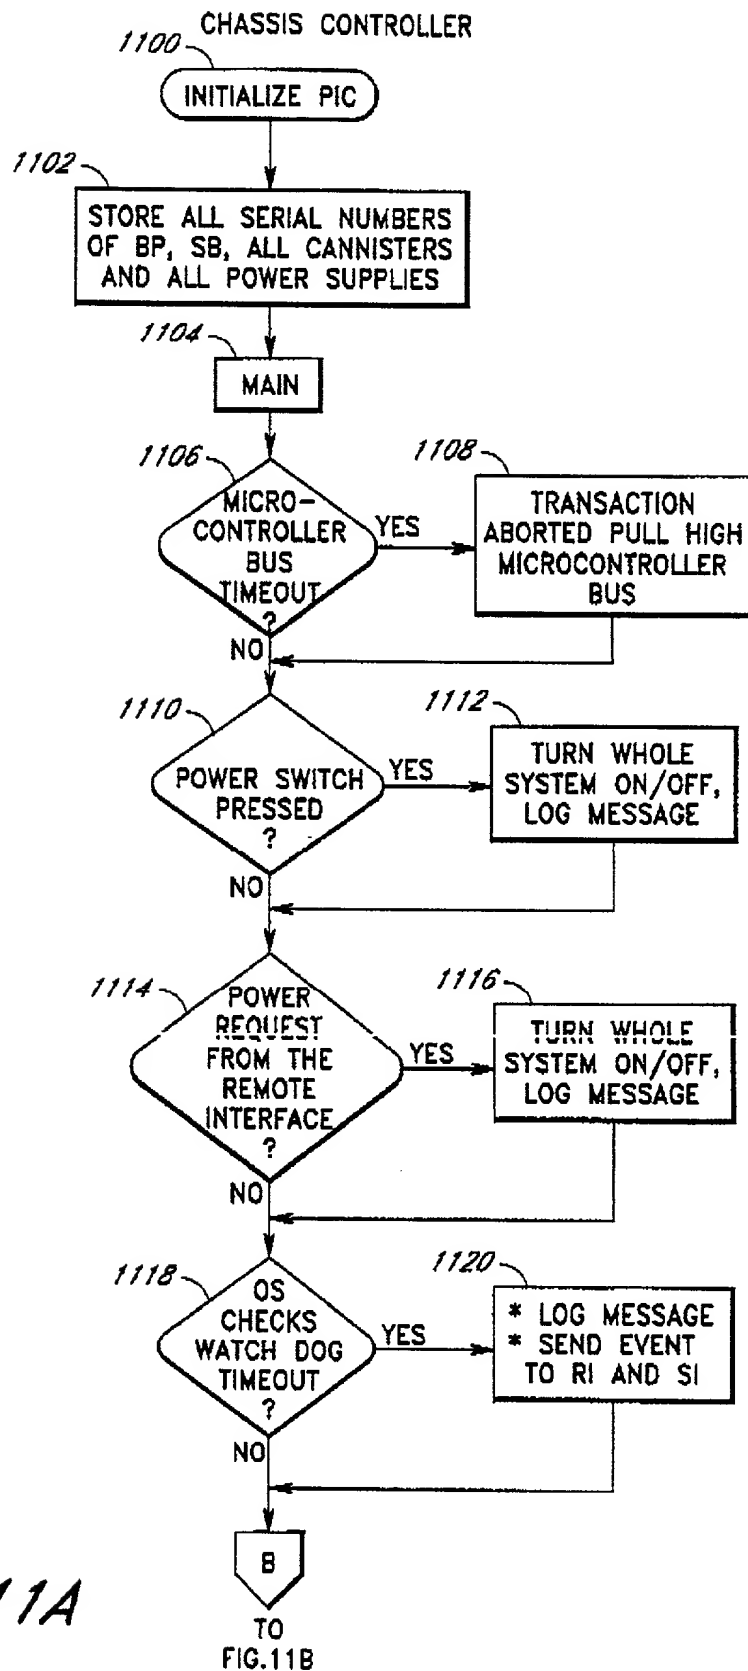 CHASSIS CONTROLLER
1100
INITIALIZE PIC
1102
STORE ALL SERIAL NUMBERS
OF BP, SB, ALL CANNISTERS
AND ALL POWER SUPPLIES
1104
MAIN
1106
MICRO-
CONTROLLER
BUS
TIMEOUT
?
YES
NO
1108
TRANSACTION
ABORTED PULL HIGH
MICROCONTROLLER
BUS
1110
POWER SWITCH
PRESSED
?
YES
NO
1112
TURN WHOLE
SYSTEM ON/OFF,
LOG MESSAGE
1114
POWER
REQUEST
FROM THE
REMOTE
INTERFACE
?
YES
NO
1116
TURN WHOLE
SYSTEM ON/OFF,
LOG MESSAGE
1118
OS
CHECKS
WATCH DOG
TIMEOUT
?
YES
NO
1120
* LOG MESSAGE
* SEND EVENT
TO RI AND SI
B
TO
FIG.11B
11A